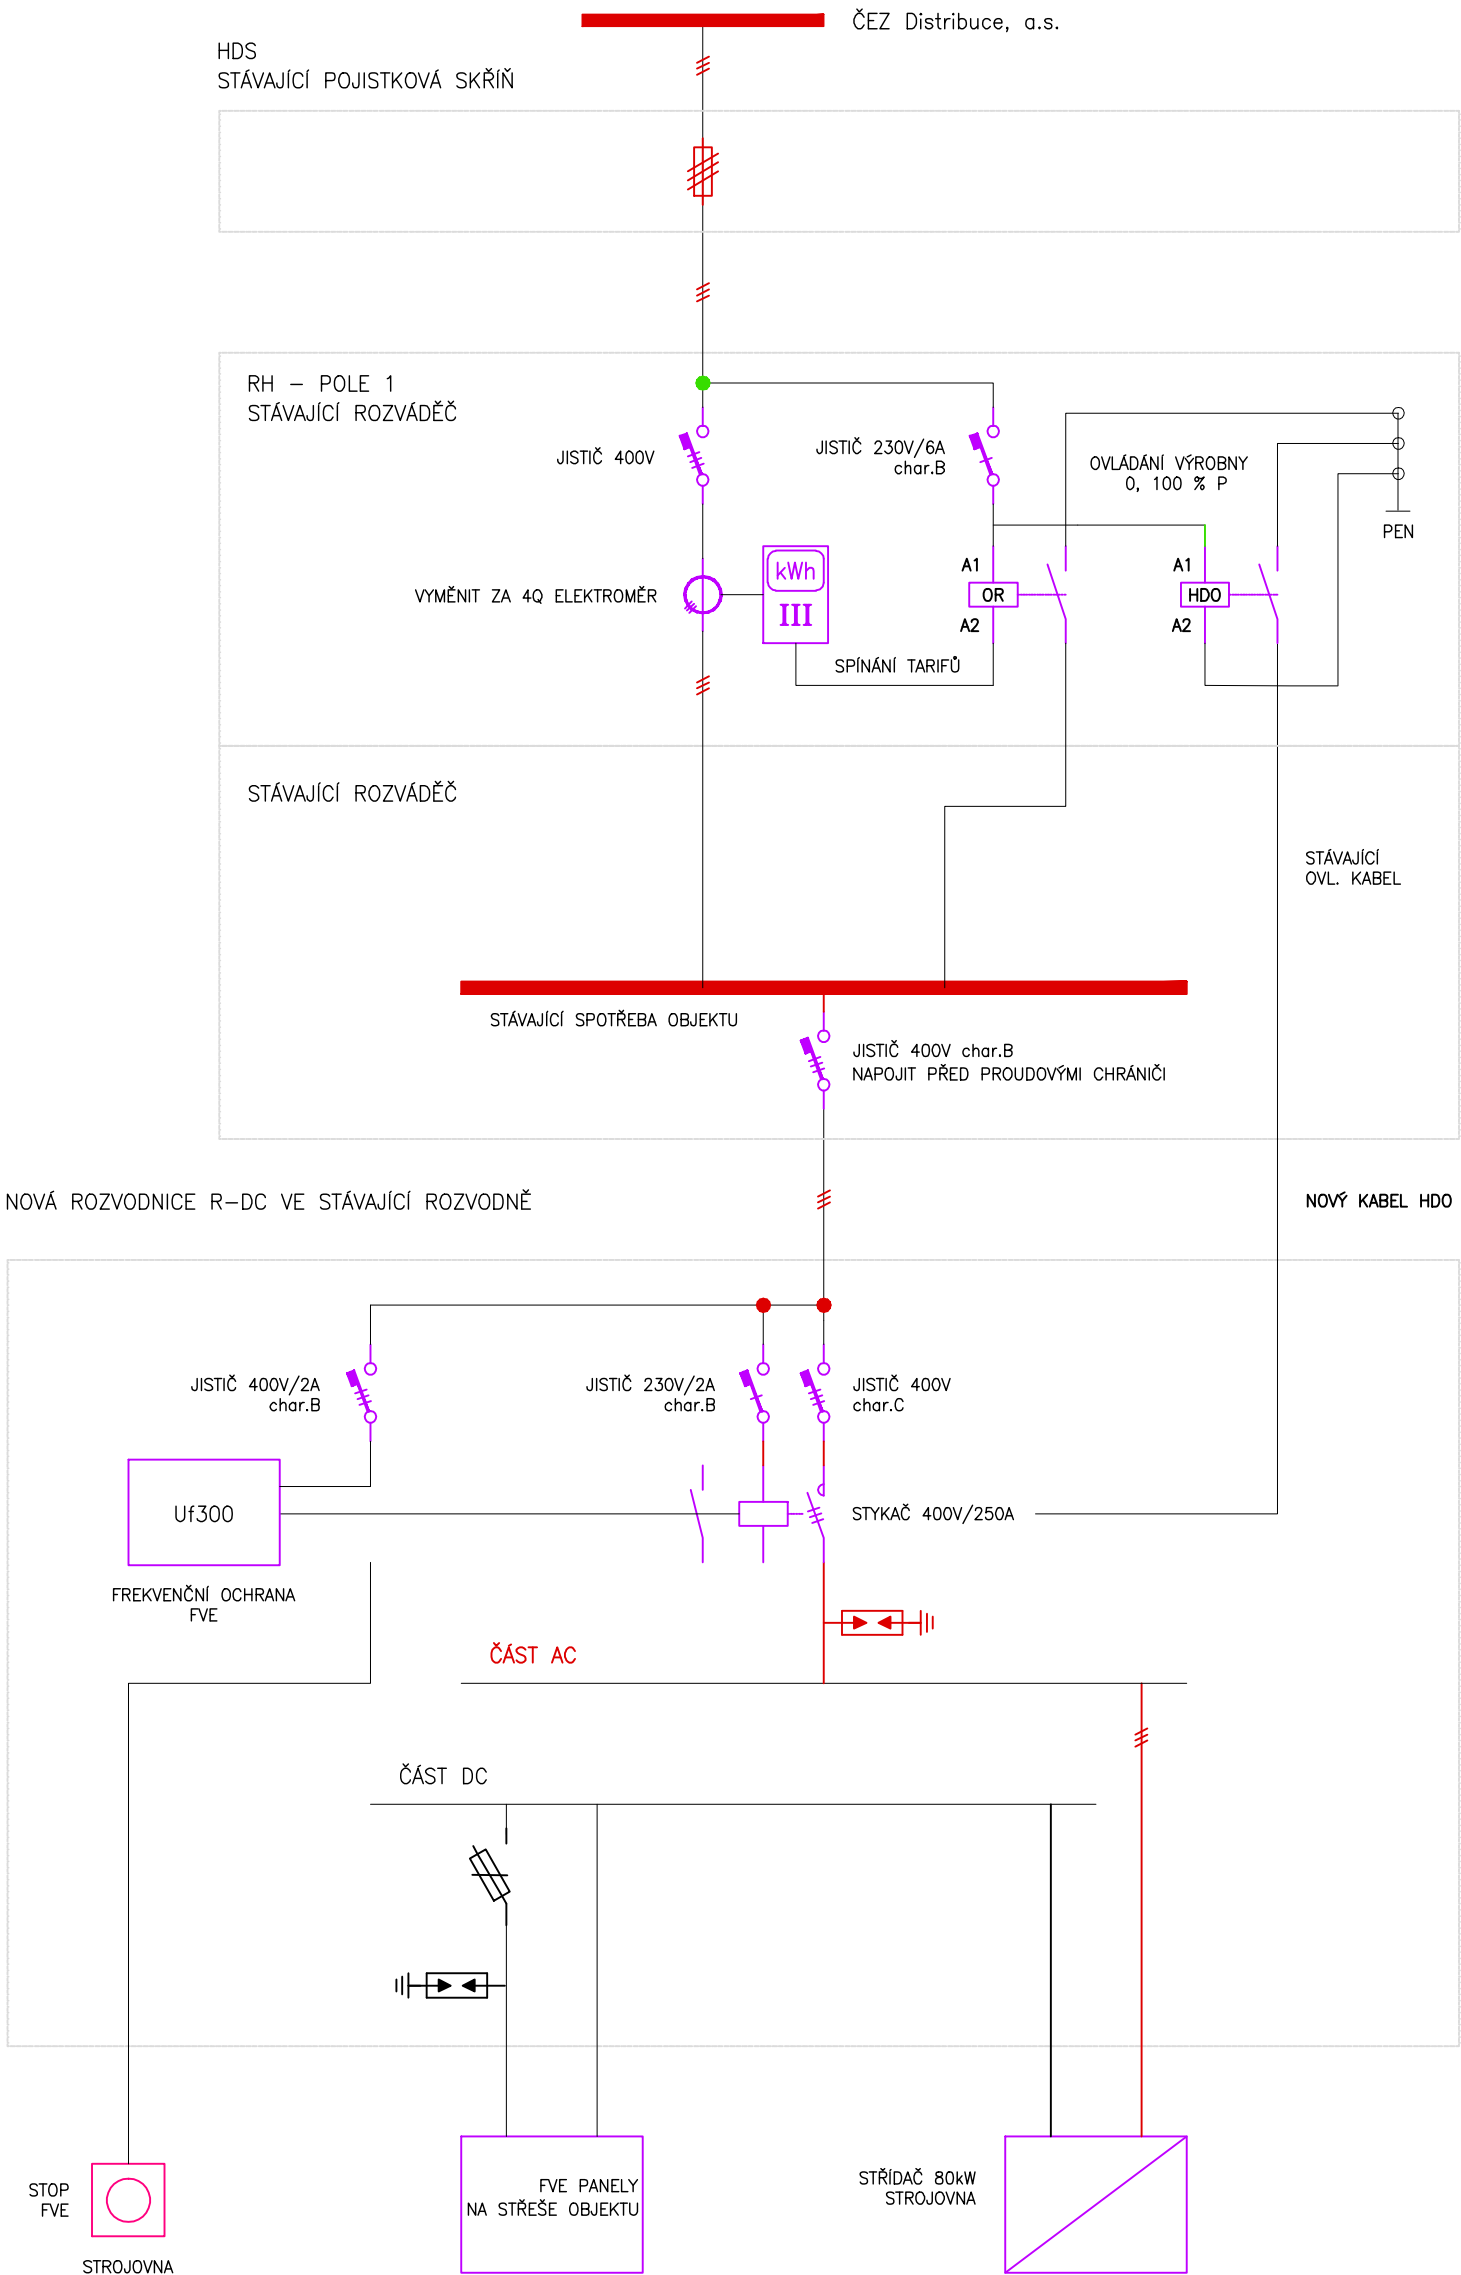 ČEZ Distribuce, a.s.
HDS
STÁVAJÍCÍ POJISTKOVÁ SKŘÍŇ
RH – POLE 1
STÁVAJÍCÍ ROZVÁDĚČ
JISTIČ 400V
JISTIČ 230V/6A
char.B
OVLÁDÁNÍ VÝROBNY
0, 100 % P
PEN
VYMĚNIT ZA 4Q ELEKTROMĚR
kWh
III
A1
OR
A2
A1
HDO
A2
SPÍNÁNÍ TARIFŮ
STÁVAJÍCÍ ROZVÁDĚČ
STÁVAJÍCÍ
OVL. KABEL
STÁVAJÍCÍ SPOTŘEBA OBJEKTU
JISTIČ 400V char.B
NAPOJIT PŘED PROUDOVÝMI CHRÁNIČI
NOVÁ ROZVODNICE R–DC VE STÁVAJÍCÍ ROZVODNĚ
NOVÝ KABEL HDO
JISTIČ 400V/2A
char.B
JISTIČ 230V/2A
char.B
JISTIČ 400V
char.C
Uf300
STYKAČ 400V/250A
FREKVENČNÍ OCHRANA
FVE
ČÁST AC
ČÁST DC
STOP
FVE
STROJOVNA
FVE PANELY
NA STŘEŠE OBJEKTU
STŘÍDAČ 80kW
STROJOVNA